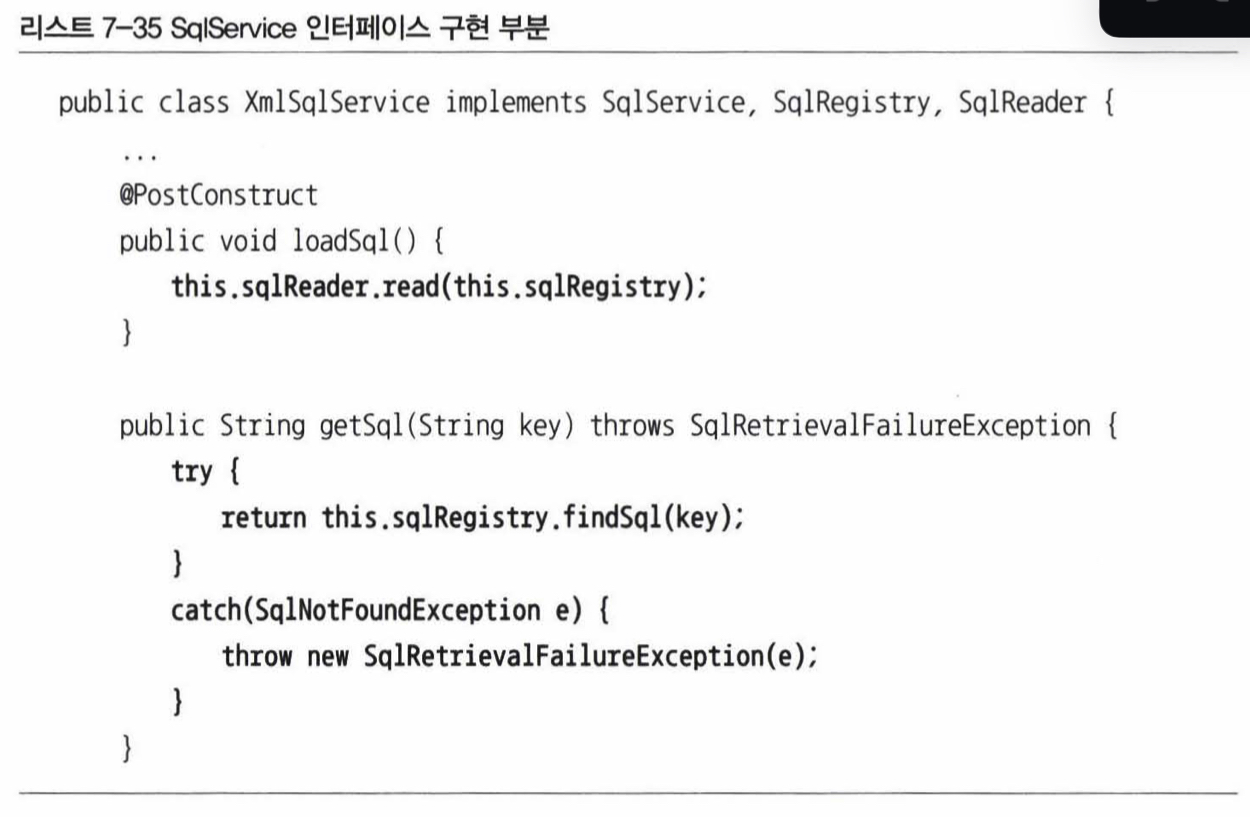 리스트 7-35 SqlService 인터페이스 구현 부분
public class XmlSqlService implements SqlService, SqlRegistry, SqlReader {
...
@PostConstruct
public void loadSql() {
this.sqlReader.read(this.sqlRegistry);
}
public String getSql(String key) throws SqlRetrievalFailureException {
try {
return this.sqlRegistry.findSql(key);
}
catch(SqlNotFoundException e) {
throw new SqlRetrievalFailureException(e);
}
}